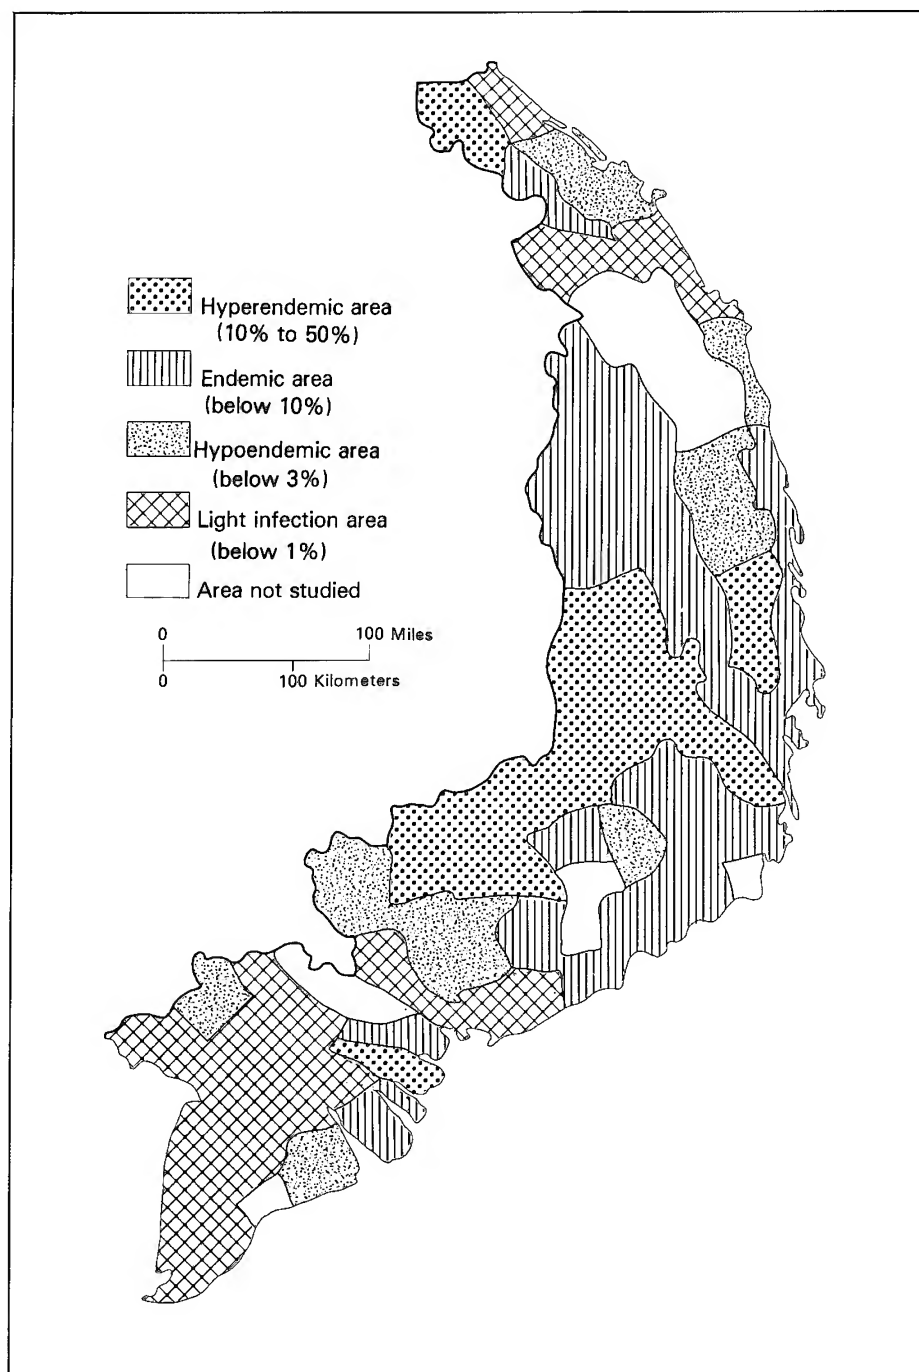 Hyperendemic area
(10% to 50%)
Endemic area
(below 10%)
Hypoendemic area
(below 3%)
Light infection area
(below 1%)
Area not studied
0 100 Miles
0 100 Kilometers